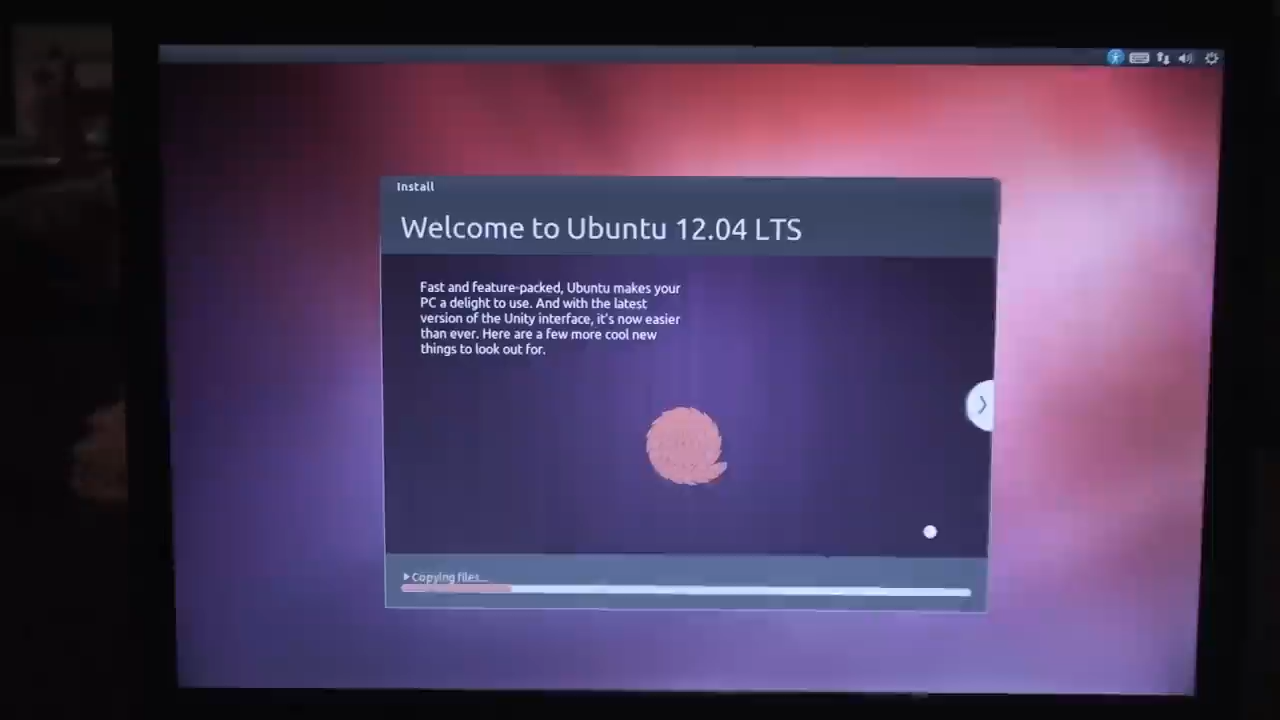 Install
Welcome to Ubuntu 12.04 LTS
Fast and feature-packed, Ubuntu makes your
PC a delight to use. And with the latest
version of the Unity interface, it's now easier
than ever. Here are a few more cool new
things to look out for.
Copying files...